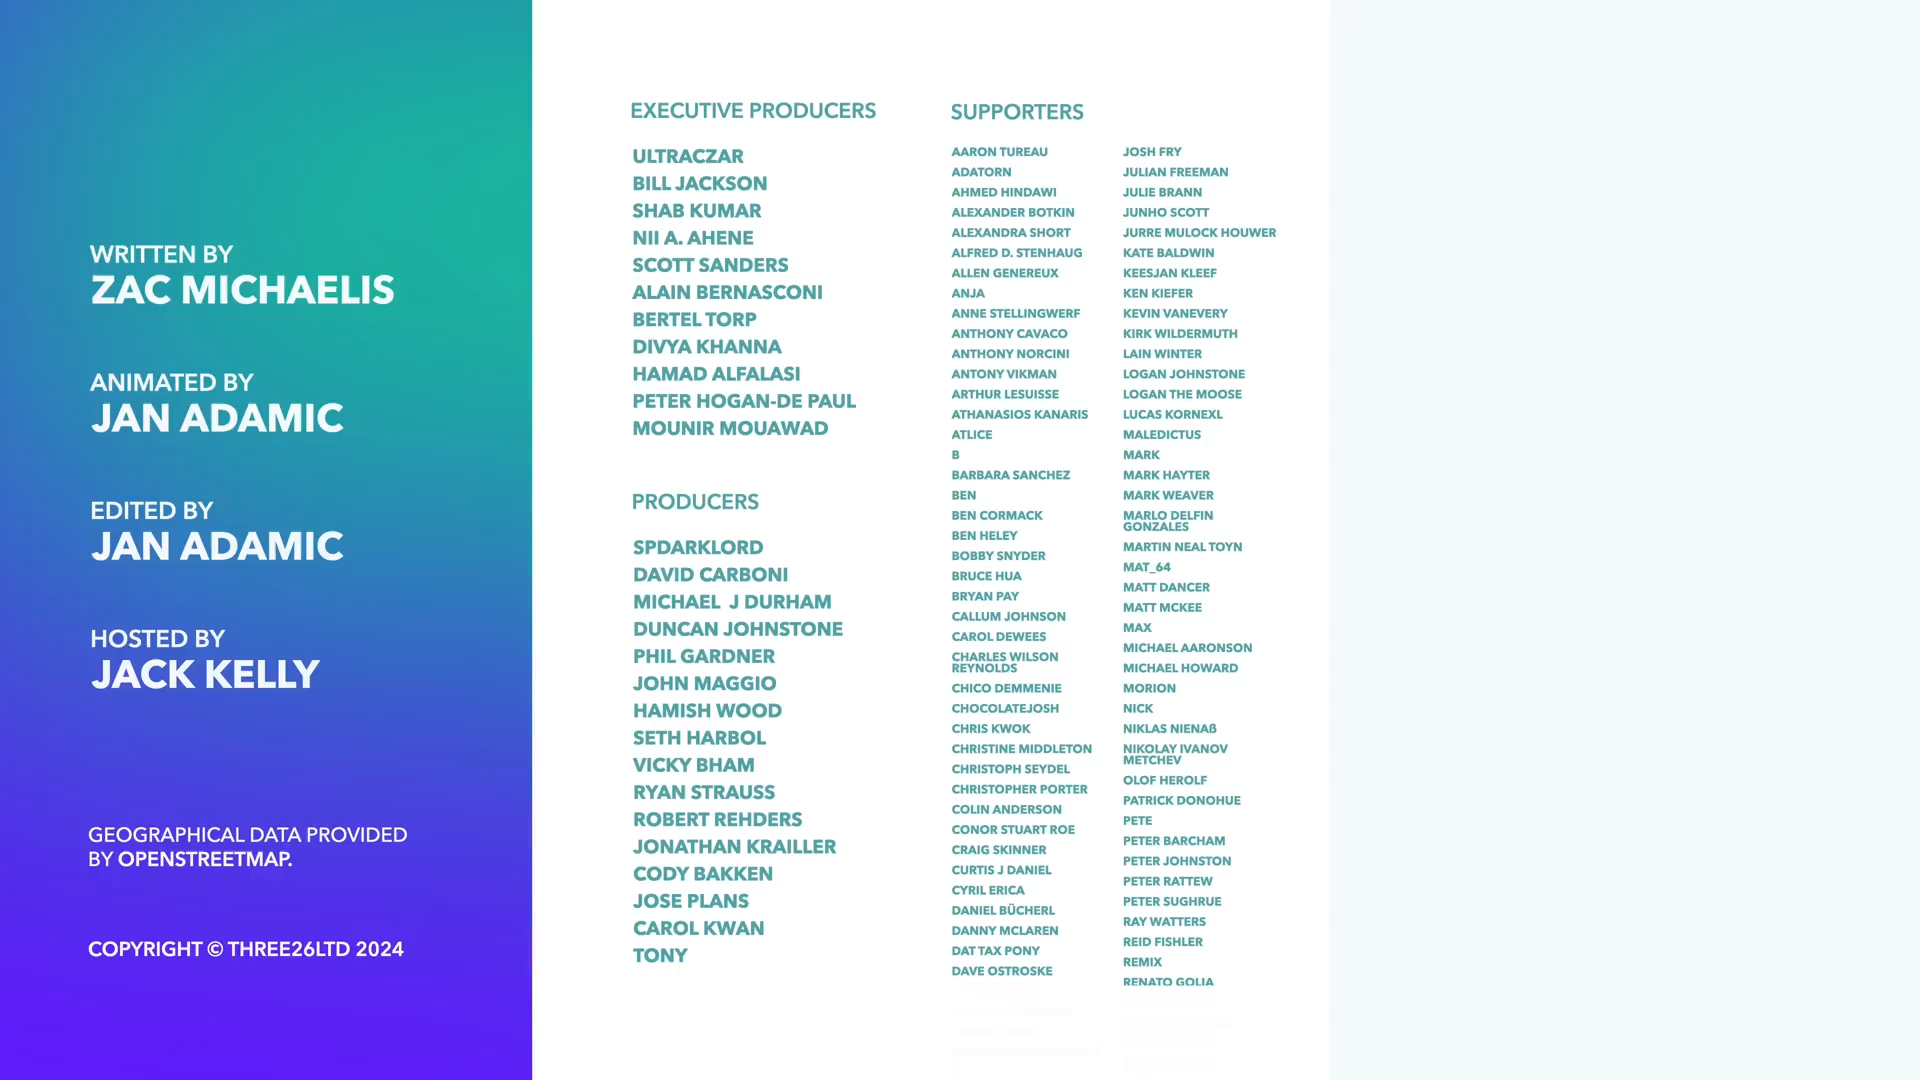 WRITTEN BY
ZAC MICHAELIS
ANIMATED BY
JAN ADAMIC
EDITED BY
JAN ADAMIC
HOSTED BY
JACK KELLY
GEOGRAPHICAL DATA PROVIDED
BY OPENSTREETMAP.
COPYRIGHT © THREE26LTD 2024
EXECUTIVE PRODUCERS
ULTRACZAR
BILL JACKSON
SHAB KUMAR
NII A. AHENE
SCOTT SANDERS
ALAIN BERNASCONI
BERTEL TORP
DIVYA KHANNA
HAMAD ALFALASI
PETER HOGAN-DE PAUL
MOUNIR MOUAWAD
PRODUCERS
SPDARKLORD
DAVID CARBONI
MICHAEL  J DURHAM
DUNCAN JOHNSTONE
PHIL GARDNER
JOHN MAGGIO
HAMISH WOOD
SETH HARBOL
VICKY BHAM
RYAN STRAUSS
ROBERT REHDERS
JONATHAN KRAILLER
CODY BAKKEN
JOSE PLANS
CAROL KWAN
TONY
SUPPORTERS
AARON TUREAU
ADATORN
AHMED HINDAWI
ALEXANDER BOTKIN
ALEXANDRA SHORT
ALFRED D. STENHAUG
ALLEN GENEREUX
ANJA
ANNE STELLINGWERF
ANTHONY CAVACO
ANTHONY NORCINI
ANTONY VIKMAN
ARTHUR LESUISSE
ATHANASIOS KANARIS
ATLICE
B
BARBARA SANCHEZ
BEN
BEN CORMACK
BEN HELEY
BOBBY SNYDER
BRUCE HUA
BRYAN PAY
CALLUM JOHNSON
CAROL DEWEES
CHARLES WILSON
REYNOLDS
CHICO DEMMENIE
CHOCOLATEJOSH
CHRIS KWOK
CHRISTINE MIDDLETON
CHRISTOPH SEYDEL
CHRISTOPHER PORTER
COLIN ANDERSON
CONOR STUART ROE
CRAIG SKINNER
CURTIS J DANIEL
CYRIL ERICA
DANIEL BÜCHERL
DANNY MCLAREN
DAT TAX PONY
DAVE OSTROSKE
JOSH FRY
JULIAN FREEMAN
JULIE BRANN
JUNHO SCOTT
JURRE MULOCK HOUWER
KATE BALDWIN
KEESJAN KLEEF
KEN KIEFER
KEVIN VANEVERY
KIRK WILDERMUTH
LAIN WINTER
LOGAN JOHNSTONE
LOGAN THE MOOSE
LUCAS KORNEXL
MALEDICTUS
MARK
MARK HAYTER
MARK WEAVER
MARLO DELFIN
GONZALES
MARTIN NEAL TOYN
MAT_64
MATT DANCER
MATT MCKEE
MAX
MICHAEL AARONSON
MICHAEL HOWARD
MORION
NICK
NIKLAS NIENAß
NIKOLAY IVANOV
METCHEV
OLOF HEROLF
PATRICK DONOHUE
PETE
PETER BARCHAM
PETER JOHNSTON
PETER RATTEW
PETER SUGHRUE
RAY WATTERS
REID FISHLER
REMIX
RENATO GOLIA